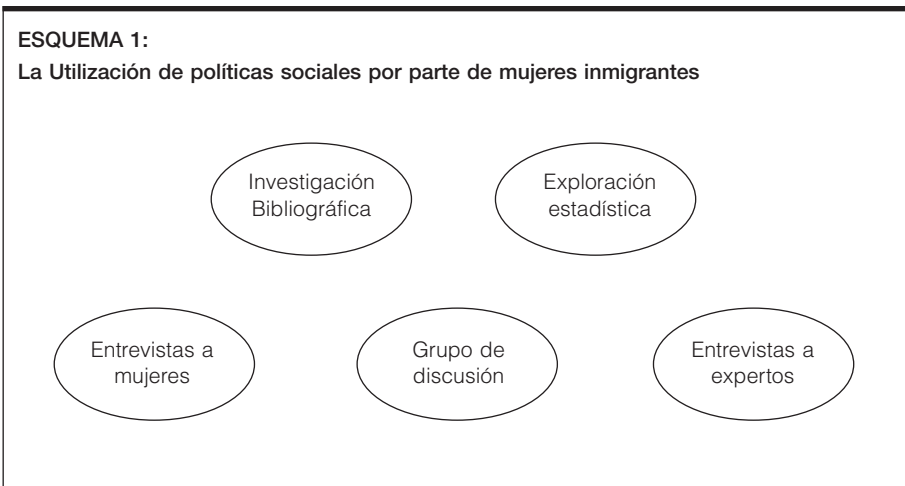 ESQUEMA 1:
La Utilización de políticas sociales por parte de mujeres inmigrantes
Investigación
Bibliográfica
Exploración
estadística
Entrevistas a
mujeres
Grupo de
discusión
Entrevistas a
expertos